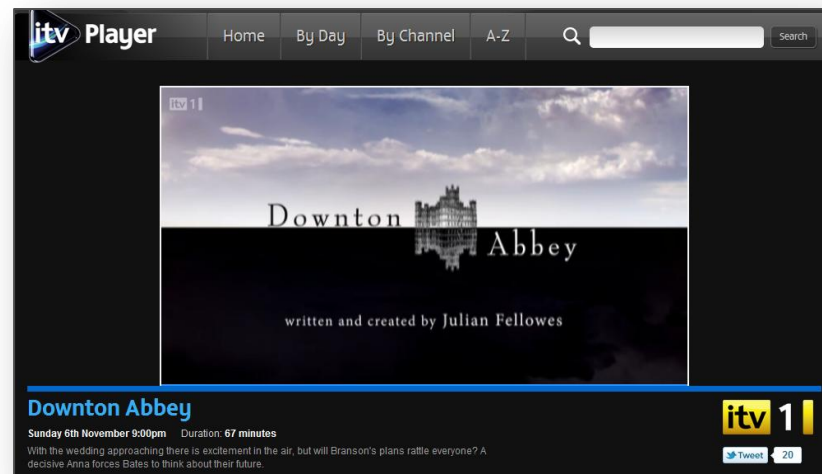 itv Player Home By Day By Channel A-Z Search
itv 1
Downton
Abbey
written and created by Julian Fellowes
Downton Abbey
Sunday 6th November 9:00pm Duration: 67 minutes
With the wedding approaching there is excitement in the air, but will Branson's plans rattle everyone? A
decisive Anna forces Bates to think about their future.
itv 1
Tweet 20